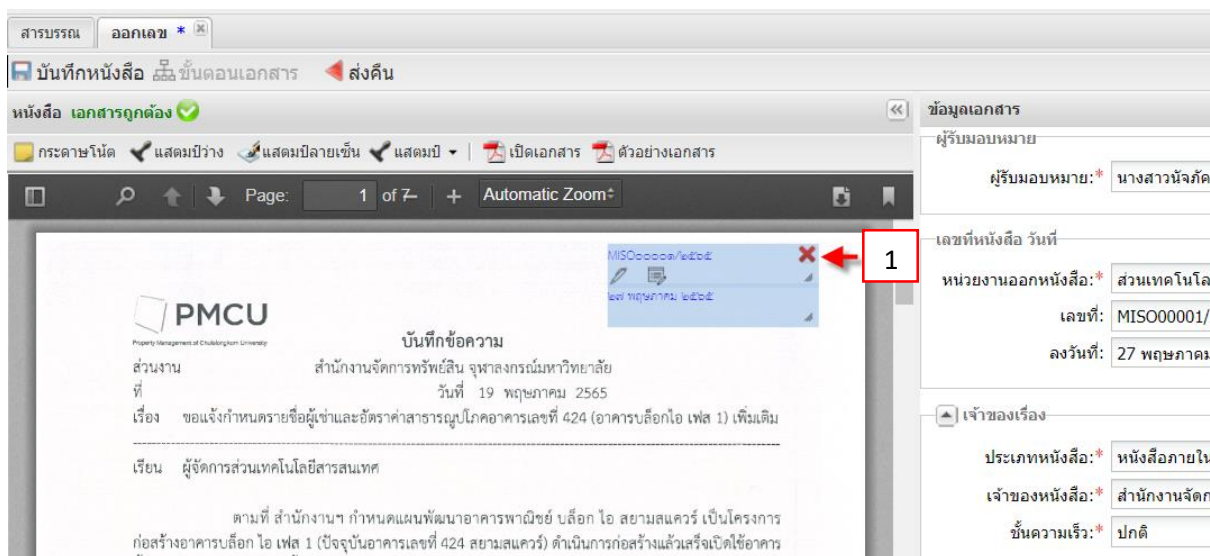 สารบรรณ ออกเลข *
บันทึกหนังสือ ขั้นตอนเอกสาร ส่งคืน
หนังสือ เอกสารถูกต้อง
กระดาษโน้ต แสตมป์ว่าง แสตมป์ลายเซ็น แสตมป์ เปิดเอกสาร ตัวอย่างเอกสาร
Page: 1 of 7 Automatic Zoom
MISO๐๐๐๐๑/๒๕๖๕
๒๗ พฤษภาคม ๒๕๖๕
1
PMCU
Property Management of Chulalongkorn University
บันทึกข้อความ
ส่วนงาน สำนักงานจัดการทรัพย์สิน จุฬาลงกรณ์มหาวิทยาลัย
ที่ วันที่ 19 พฤษภาคม 2565
เรื่อง ขอแจ้งกำหนดรายชื่อผู้เช่าและอัตราค่าสาธารณูปโภคอาคารเลขที่ 424 (อาคารบล็อกไอ เฟส 1) เพิ่มเติม
เรียน ผู้จัดการส่วนเทคโนโลยีสารสนเทศ
ตามที่ สำนักงานฯ กำหนดแผนพัฒนาอาคารพาณิชย์ บล็อก ไอ สยามสแควร์ เป็นโครงการ
ก่อสร้างอาคารบล็อก ไอ เฟส 1 (ปัจจุบันอาคารเลขที่ 424 สยามสแควร์) ดำเนินการก่อสร้างแล้วเสร็จเปิดใช้อาคาร
ข้อมูลเอกสาร
ผู้รับมอบหมาย
ผู้รับมอบหมาย:* นางสาวนัจภัค
เลขที่หนังสือ วันที่
หน่วยงานออกหนังสือ:* ส่วนเทคโนโล
เลขที่: MISO00001/
ลงวันที่: 27 พฤษภาคม
เจ้าของเรื่อง
ประเภทหนังสือ:* หนังสือภายใน
เจ้าของหนังสือ:* สำนักงานจัดก
ชั้นความเร็ว:* ปกติ